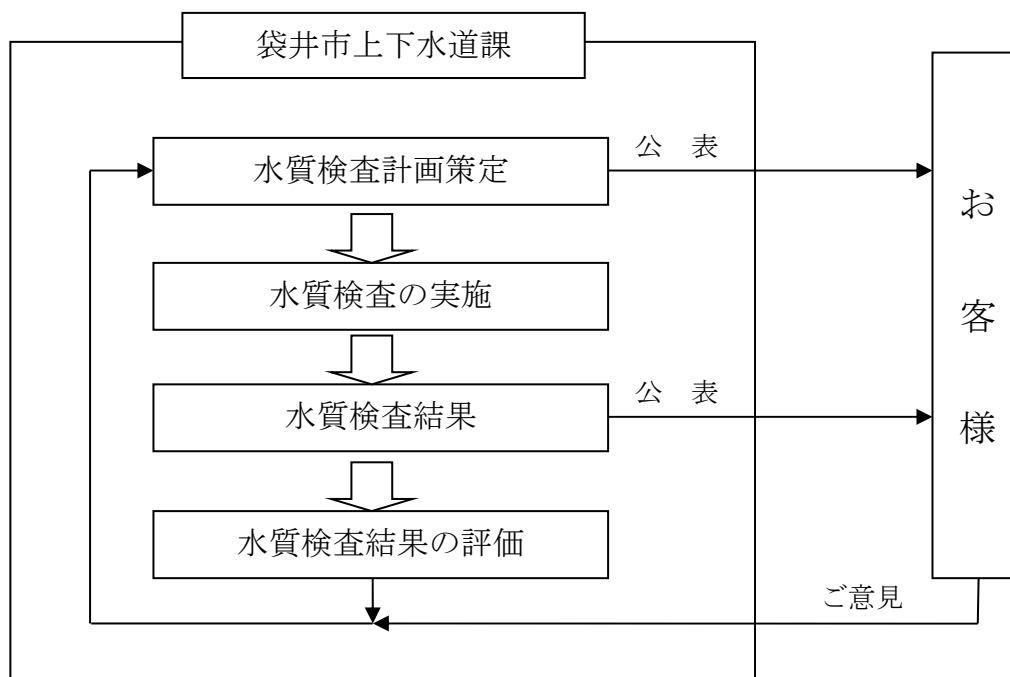 袋井市上下水道課
水質検査計画策定
公 表
水質検査の実施
水質検査結果
公 表
水質検査結果の評価
ご意見
お客様